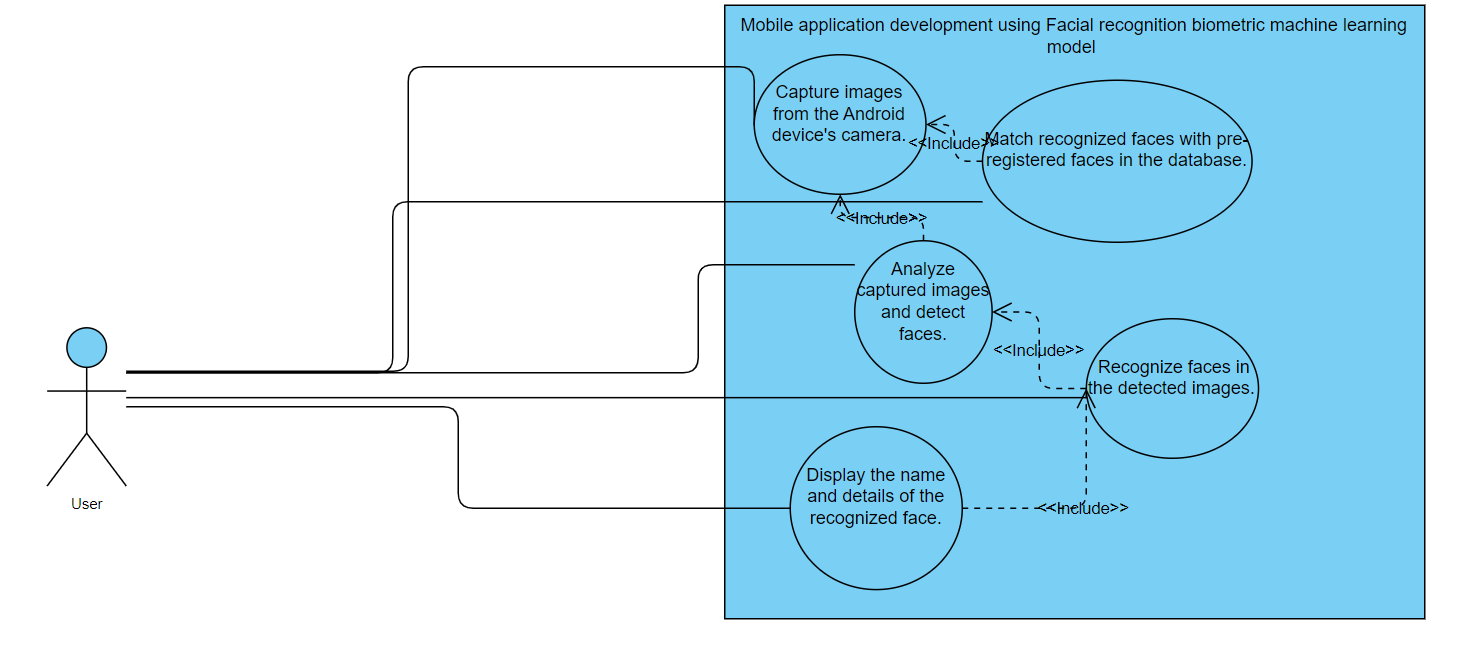 Mobile application development using Facial recognition biometric machine learning
model
Capture images
from the Android
device's camera.
<<Include>>
Match recognized faces with pre-
registered faces in the database.
<<Include>>
Analyze
captured images
and detect
faces.
<<Include>>
Recognize faces in
the detected images.
Display the name
and details of the
recognized face.
<<Include>>
User